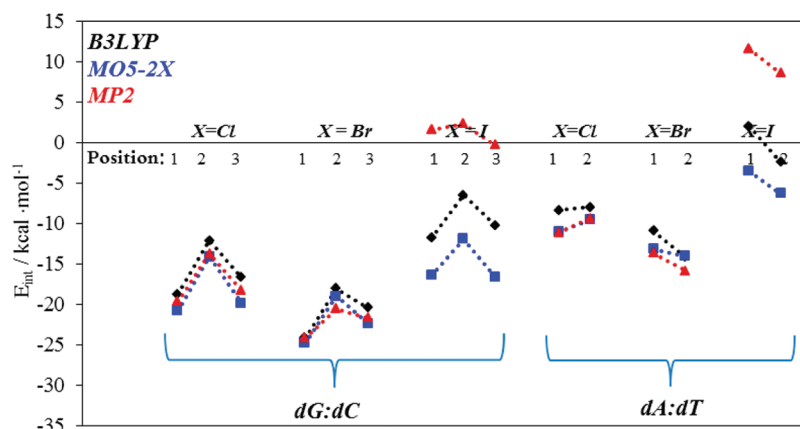 15
10
5
0
-5
-10
-15
-20
-25
-30
-35
E_int / kcal ·mol⁻¹
B3LYP
MO5-2X
MP2
X=Cl X = Br X = I X=Cl X=Br X=I
Position: 1 2 3 1 2 3 1 2 3 1 2 1 2 1 2
dG:dC dA:dT